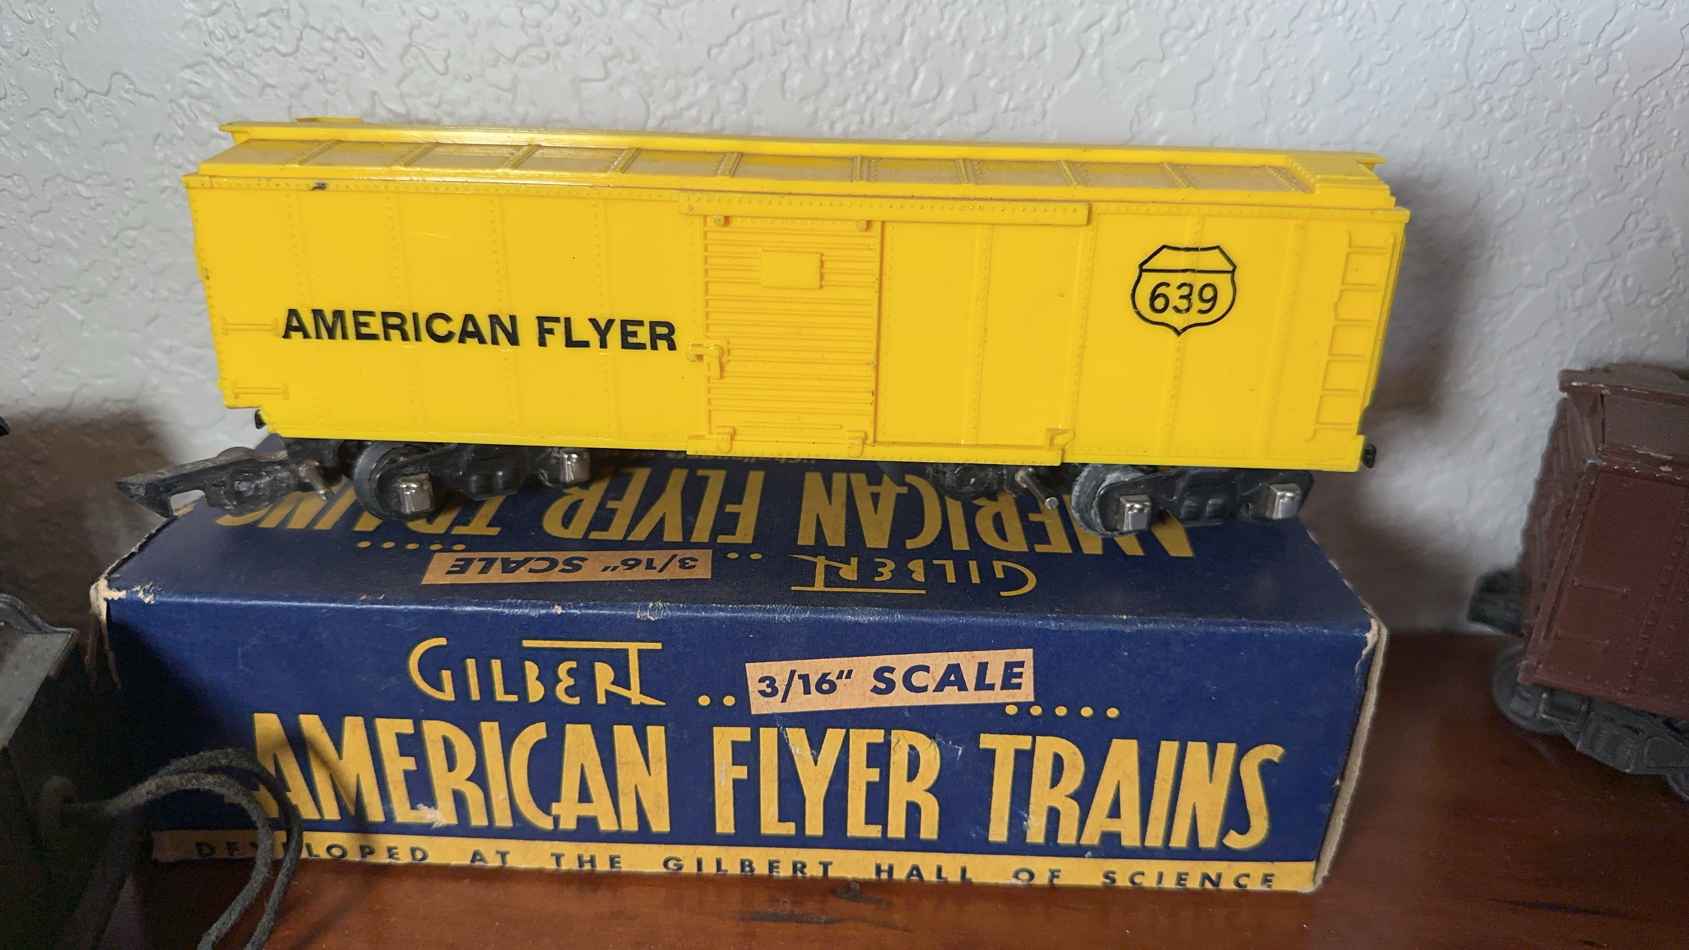 AMERICAN FLYER
639
AMERICAN FLYER TRAINS
3/16" SCALE
GILBERT
GILBERT
3/16" SCALE
AMERICAN FLYER TRAINS
DEVELOPED AT THE GILBERT HALL OF SCIENCE